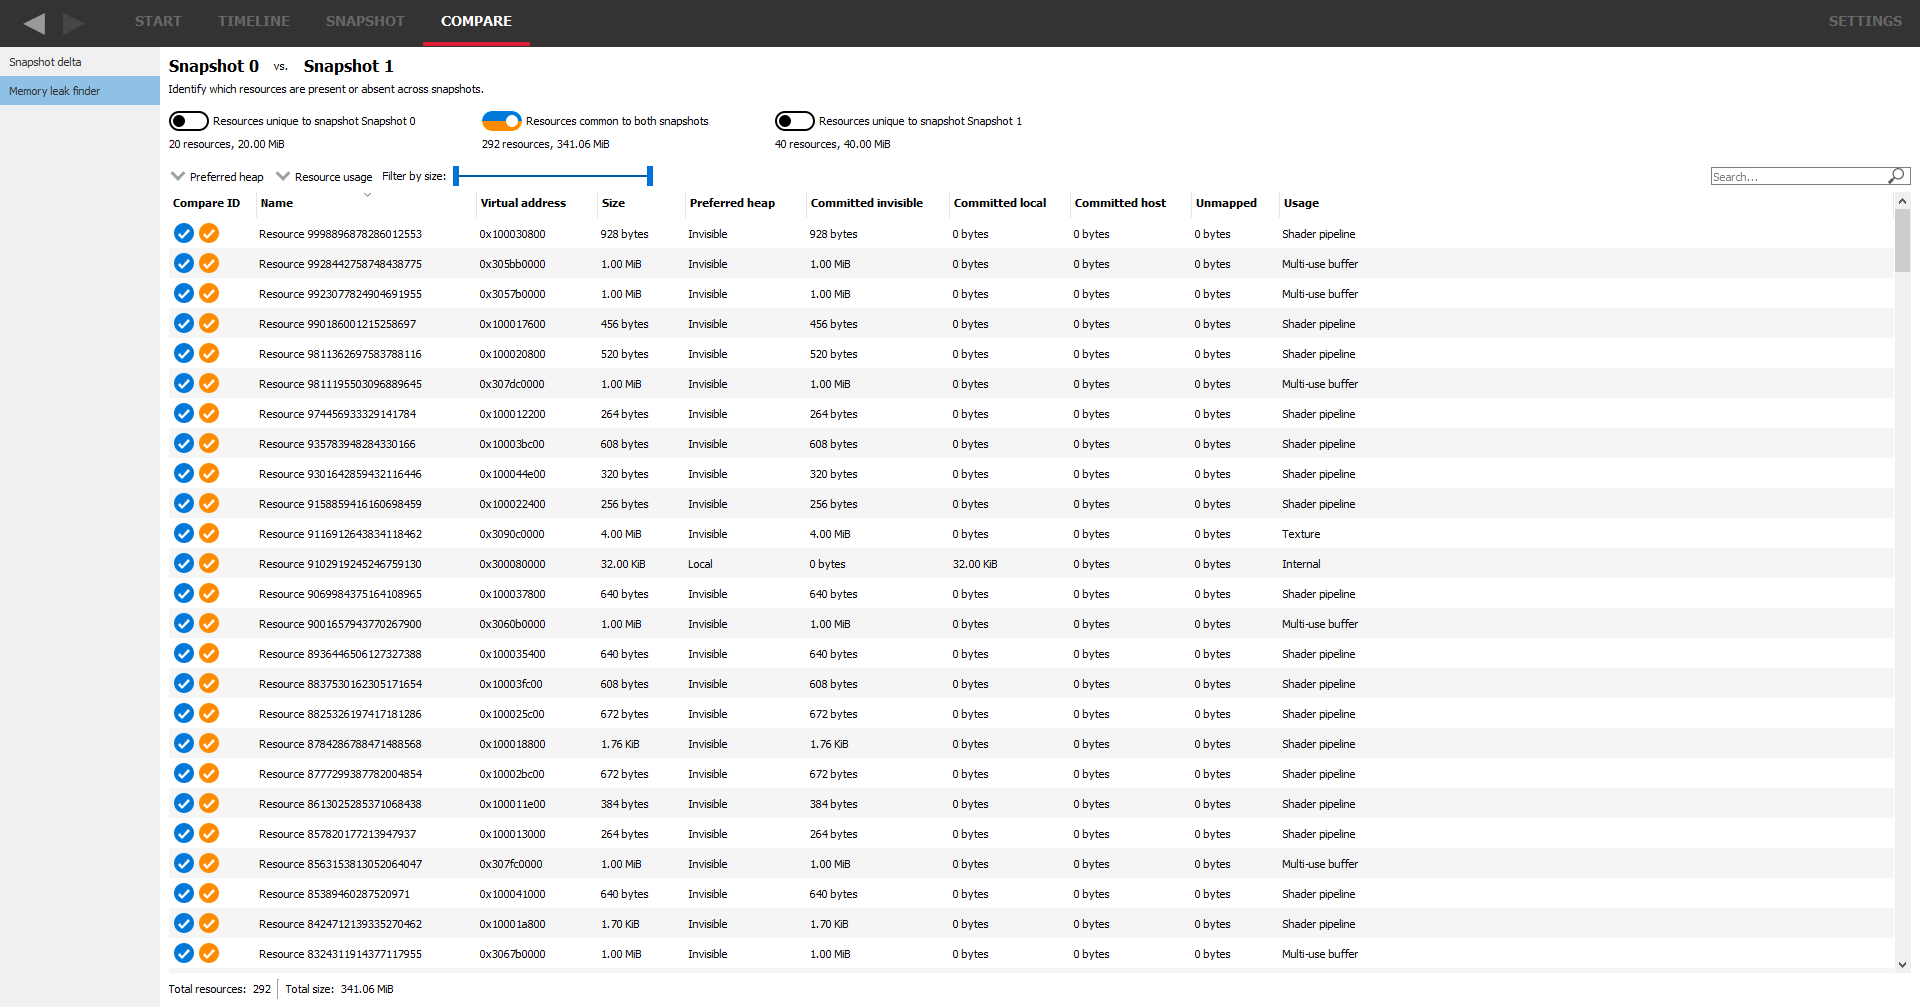 START TIMELINE SNAPSHOT COMPARE SETTINGS
Snapshot delta
Memory leak finder
Snapshot 0 vs. Snapshot 1
Identify which resources are present or absent across snapshots.
Resources unique to snapshot Snapshot 0 Resources common to both snapshots Resources unique to snapshot Snapshot 1
20 resources, 20.00 MiB 292 resources, 341.06 MiB 40 resources, 40.00 MiB
Preferred heap Resource usage Filter by size: Search...
Compare ID Name Virtual address Size Preferred heap Committed invisible Committed local Committed host Unmapped Usage
Resource 9998896878286012553 0x100030800 928 bytes Invisible 928 bytes 0 bytes 0 bytes 0 bytes Shader pipeline
Resource 9928442758748438775 0x305bb0000 1.00 MiB Invisible 1.00 MiB 0 bytes 0 bytes 0 bytes Multi-use buffer
Resource 9923077824904691955 0x3057b0000 1.00 MiB Invisible 1.00 MiB 0 bytes 0 bytes 0 bytes Multi-use buffer
Resource 990186001215258697 0x100017600 456 bytes Invisible 456 bytes 0 bytes 0 bytes 0 bytes Shader pipeline
Resource 9811362697583788116 0x100020800 520 bytes Invisible 520 bytes 0 bytes 0 bytes 0 bytes Shader pipeline
Resource 9811195503096889645 0x307dc0000 1.00 MiB Invisible 1.00 MiB 0 bytes 0 bytes 0 bytes Multi-use buffer
Resource 974456933329141784 0x100012200 264 bytes Invisible 264 bytes 0 bytes 0 bytes 0 bytes Shader pipeline
Resource 935783948284330166 0x10003bc00 608 bytes Invisible 608 bytes 0 bytes 0 bytes 0 bytes Shader pipeline
Resource 9301642859432116446 0x100044e00 320 bytes Invisible 320 bytes 0 bytes 0 bytes 0 bytes Shader pipeline
Resource 9158859416160698459 0x100022400 256 bytes Invisible 256 bytes 0 bytes 0 bytes 0 bytes Shader pipeline
Resource 9116912643834118462 0x3090c0000 4.00 MiB Invisible 4.00 MiB 0 bytes 0 bytes 0 bytes Texture
Resource 9102919245246759130 0x300080000 32.00 KiB Local 0 bytes 32.00 KiB 0 bytes 0 bytes Internal
Resource 9069984375164108965 0x100037800 640 bytes Invisible 640 bytes 0 bytes 0 bytes 0 bytes Shader pipeline
Resource 9001657943770267900 0x3060b0000 1.00 MiB Invisible 1.00 MiB 0 bytes 0 bytes 0 bytes Multi-use buffer
Resource 8936446506127327388 0x100035400 640 bytes Invisible 640 bytes 0 bytes 0 bytes 0 bytes Shader pipeline
Resource 8837530162305171654 0x10003fc00 608 bytes Invisible 608 bytes 0 bytes 0 bytes 0 bytes Shader pipeline
Resource 8825326197417181286 0x100025c00 672 bytes Invisible 672 bytes 0 bytes 0 bytes 0 bytes Shader pipeline
Resource 8784286788471488568 0x100018800 1.76 KiB Invisible 1.76 KiB 0 bytes 0 bytes 0 bytes Shader pipeline
Resource 8777299387782004854 0x10002bc00 672 bytes Invisible 672 bytes 0 bytes 0 bytes 0 bytes Shader pipeline
Resource 8613025285371068438 0x100011e00 384 bytes Invisible 384 bytes 0 bytes 0 bytes 0 bytes Shader pipeline
Resource 857820177213947937 0x100013000 264 bytes Invisible 264 bytes 0 bytes 0 bytes 0 bytes Shader pipeline
Resource 8563153813052064047 0x307fc0000 1.00 MiB Invisible 1.00 MiB 0 bytes 0 bytes 0 bytes Multi-use buffer
Resource 85389460287520971 0x100041000 640 bytes Invisible 640 bytes 0 bytes 0 bytes 0 bytes Shader pipeline
Resource 8424712139335270462 0x10001a800 1.70 KiB Invisible 1.70 KiB 0 bytes 0 bytes 0 bytes Shader pipeline
Resource 8324311914377117955 0x3067b0000 1.00 MiB Invisible 1.00 MiB 0 bytes 0 bytes 0 bytes Multi-use buffer
Total resources: 292 Total size: 341.06 MiB